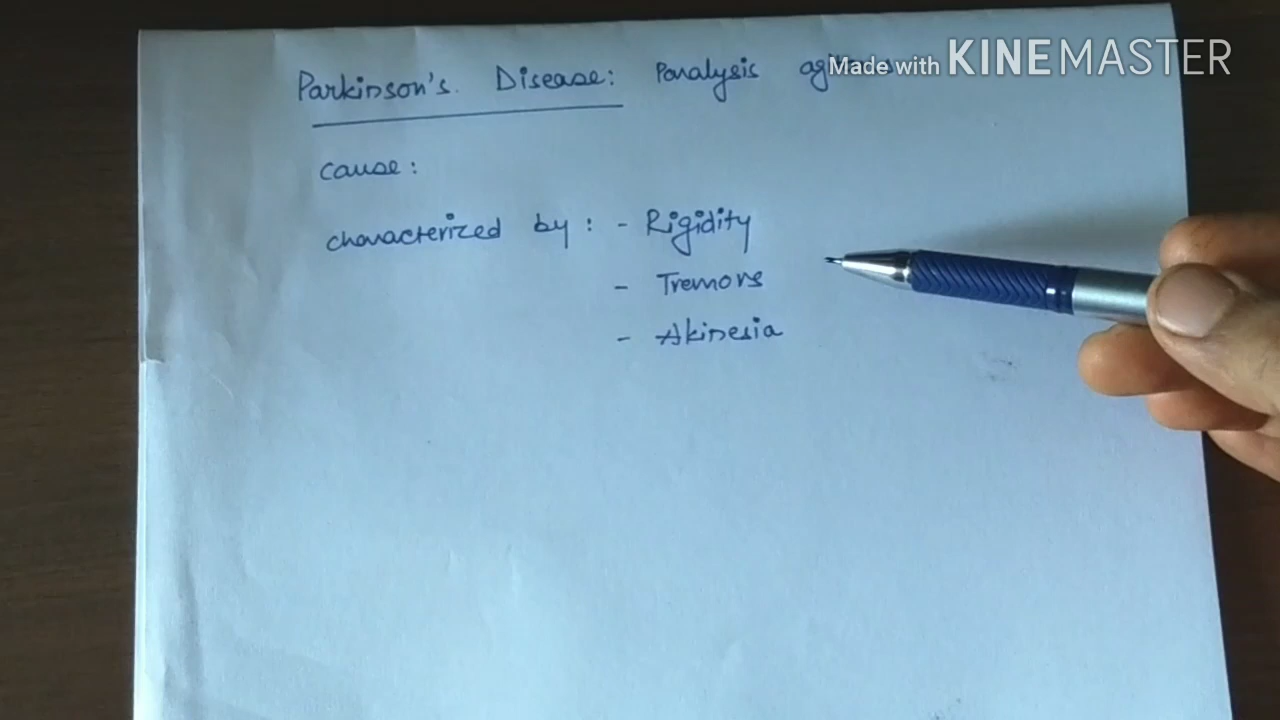 Made with KINEMASTER
Parkinson's. Disease: Paralysis
cause:
characterized by: - Rigidity
- Tremors
- Akinesia